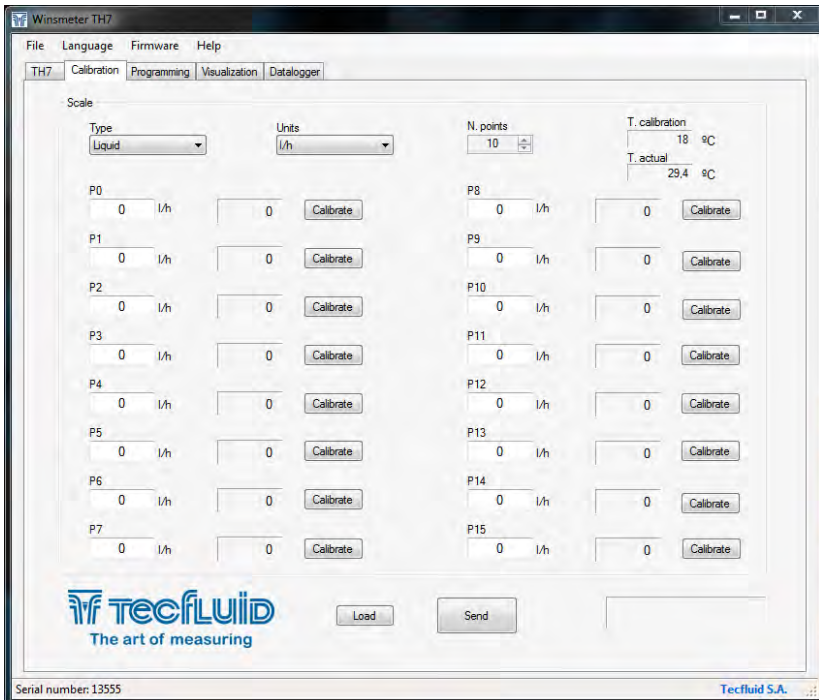 Winsmeter TH7
File Language Firmware Help
TH7 Calibration Programming Visualization Datalogger
Scale
Type Units N. points T. calibration
Liquid l/h 10 18 ºC
T. actual
29,4 ºC
P0 P8
0 l/h 0 Calibrate 0 l/h 0 Calibrate
P1 P9
0 l/h 0 Calibrate 0 l/h 0 Calibrate
P2 P10
0 l/h 0 Calibrate 0 l/h 0 Calibrate
P3 P11
0 l/h 0 Calibrate 0 l/h 0 Calibrate
P4 P12
0 l/h 0 Calibrate 0 l/h 0 Calibrate
P5 P13
0 l/h 0 Calibrate 0 l/h 0 Calibrate
P6 P14
0 l/h 0 Calibrate 0 l/h 0 Calibrate
P7 P15
0 l/h 0 Calibrate 0 l/h 0 Calibrate
TECFLUID
The art of measuring
Load Send
Serial number: 13555 Tecfluid S.A.